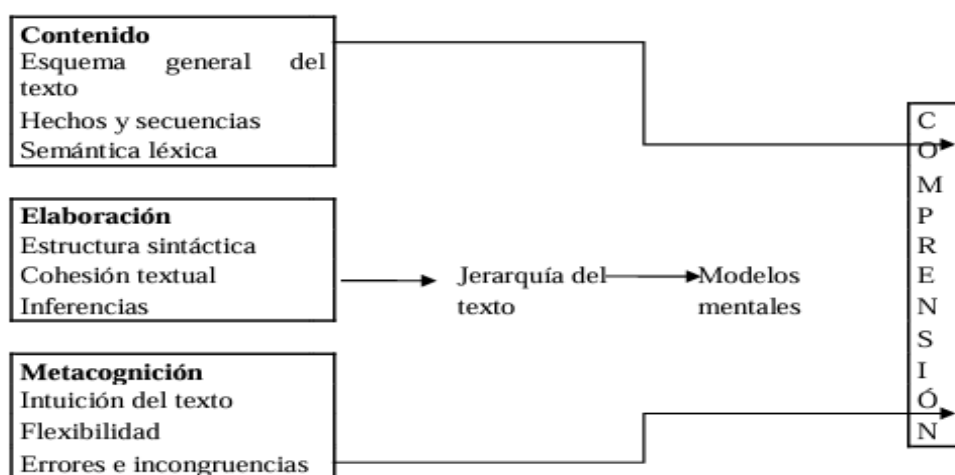 Contenido
Esquema general del
texto
Hechos y secuencias
Semántica léxica
Elaboración
Estructura sintáctica
Cohesión textual
Inferencias
Jerarquía del
texto
Modelos
mentales
Metacognición
Intuición del texto
Flexibilidad
Errores e incongruencias
C
O
M
P
R
E
N
S
I
Ó
N